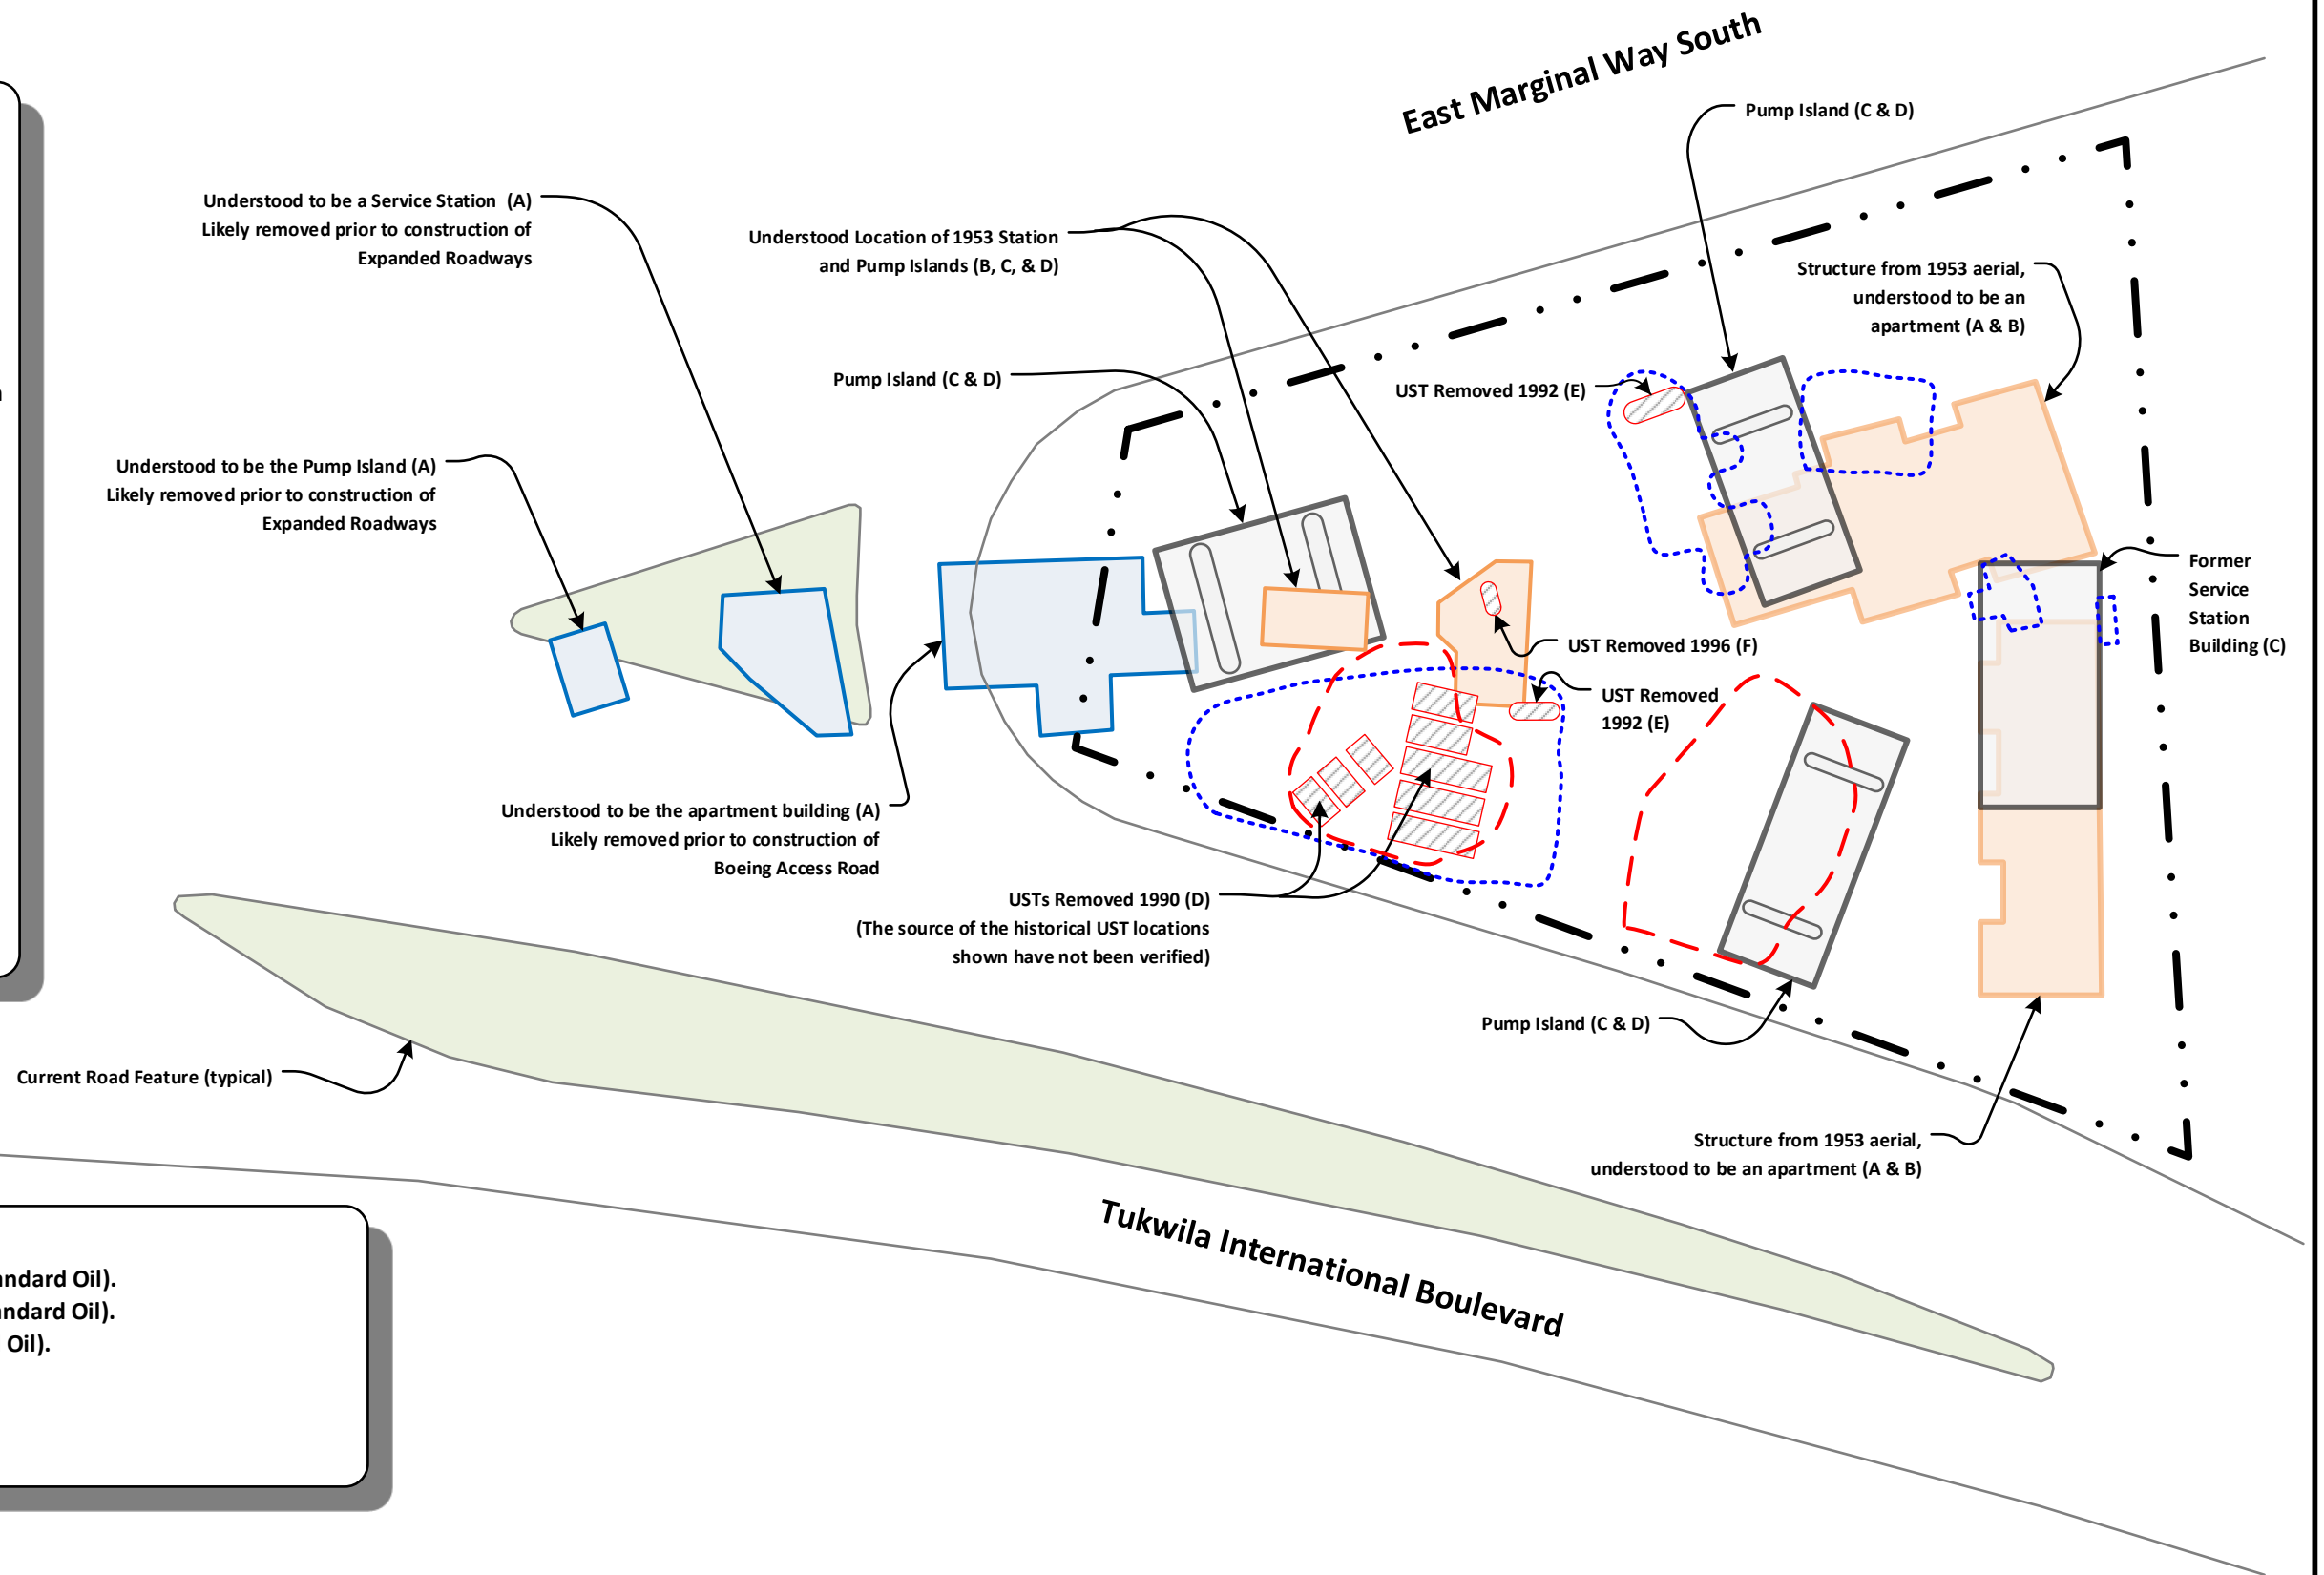 East Marginal Way South
Pump Island (C & D)
Understood to be a Service Station  (A)
Likely removed prior to construction of
Expanded Roadways
Understood Location of 1953 Station
and Pump Islands (B, C, & D)
Structure from 1953 aerial,
understood to be an
apartment (A & B)
Pump Island (C & D)
UST Removed 1992 (E)
Understood to be the Pump Island (A)
Likely removed prior to construction of
Expanded Roadways
Former
Service
Station
Building (C)
UST Removed 1996 (F)
UST Removed
1992 (E)
Understood to be the apartment building (A)
Likely removed prior to construction of
Boeing Access Road
USTs Removed 1990 (D)
(The source of the historical UST locations
shown have not been verified)
Pump Island (C & D)
Current Road Feature (typical)
Structure from 1953 aerial,
understood to be an apartment (A & B)
Tukwila International Boulevard
Oil).
Oil).
Oil).